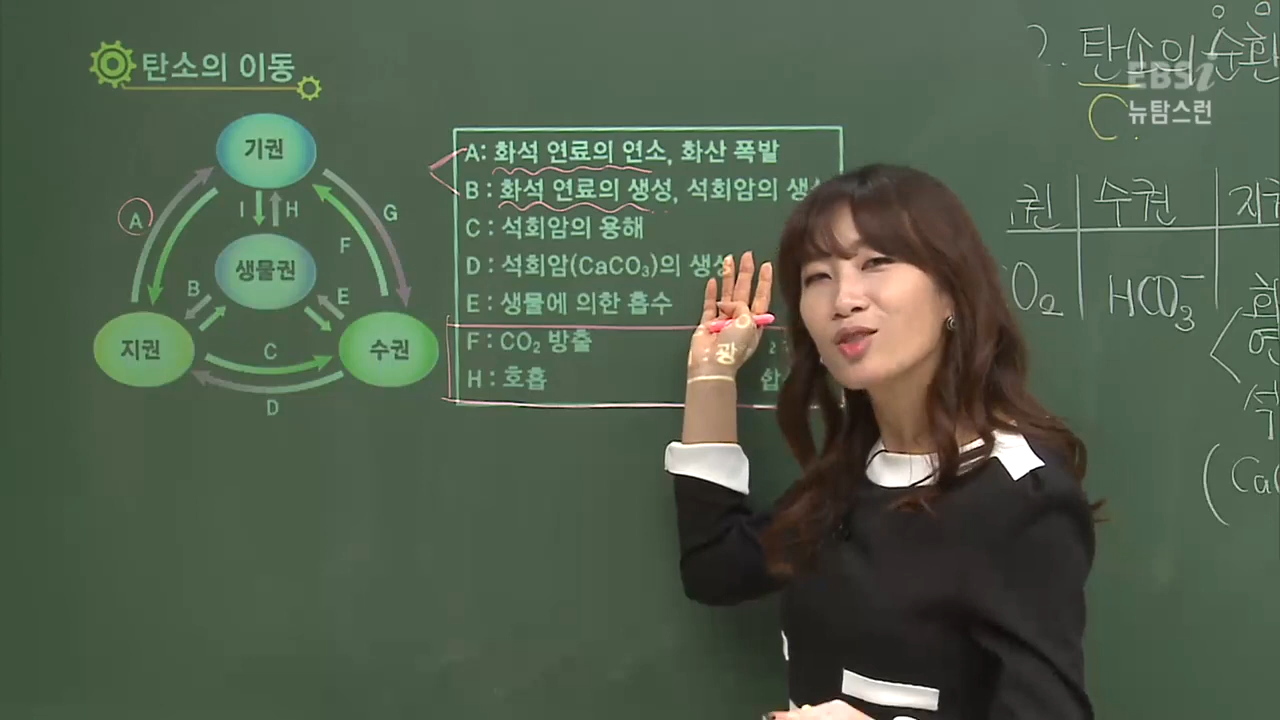 탄소의 이동
기권
생물권
지권
수권
A
I
H
G
F
B
E
C
D
A: 화석 연료의 연소, 화산 폭발
B : 화석 연료의 생성, 석회암의
C : 석회암의 용해
D : 석회암(CaCO₃)의 생성
E : 생물에 의한 흡수
F : CO₂ 방출
H : 호흡
2. 탄소의 순환
C
EBSi
뉴탐스런
수권
HCO₃⁻